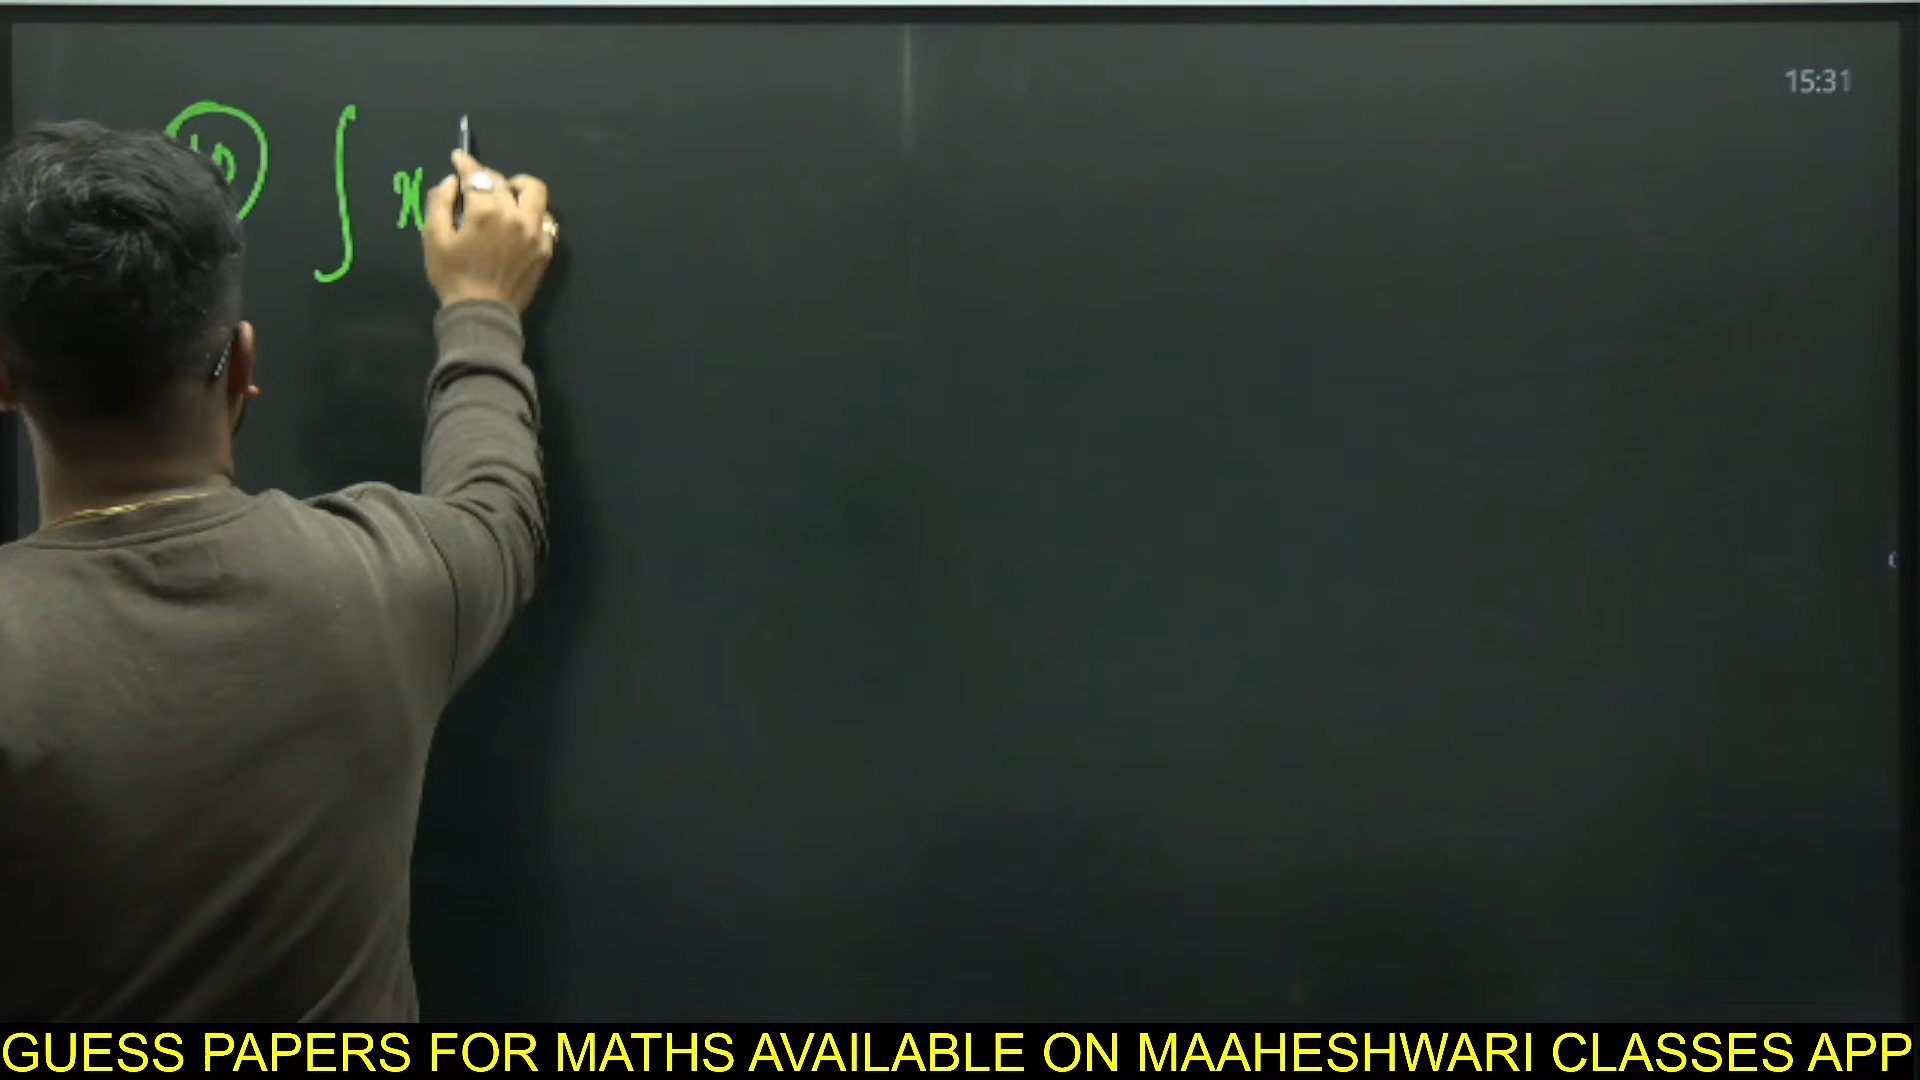 15:31
∫ x
GUESS PAPERS FOR MATHS AVAILABLE ON MAAHESHWARI CLASSES APP